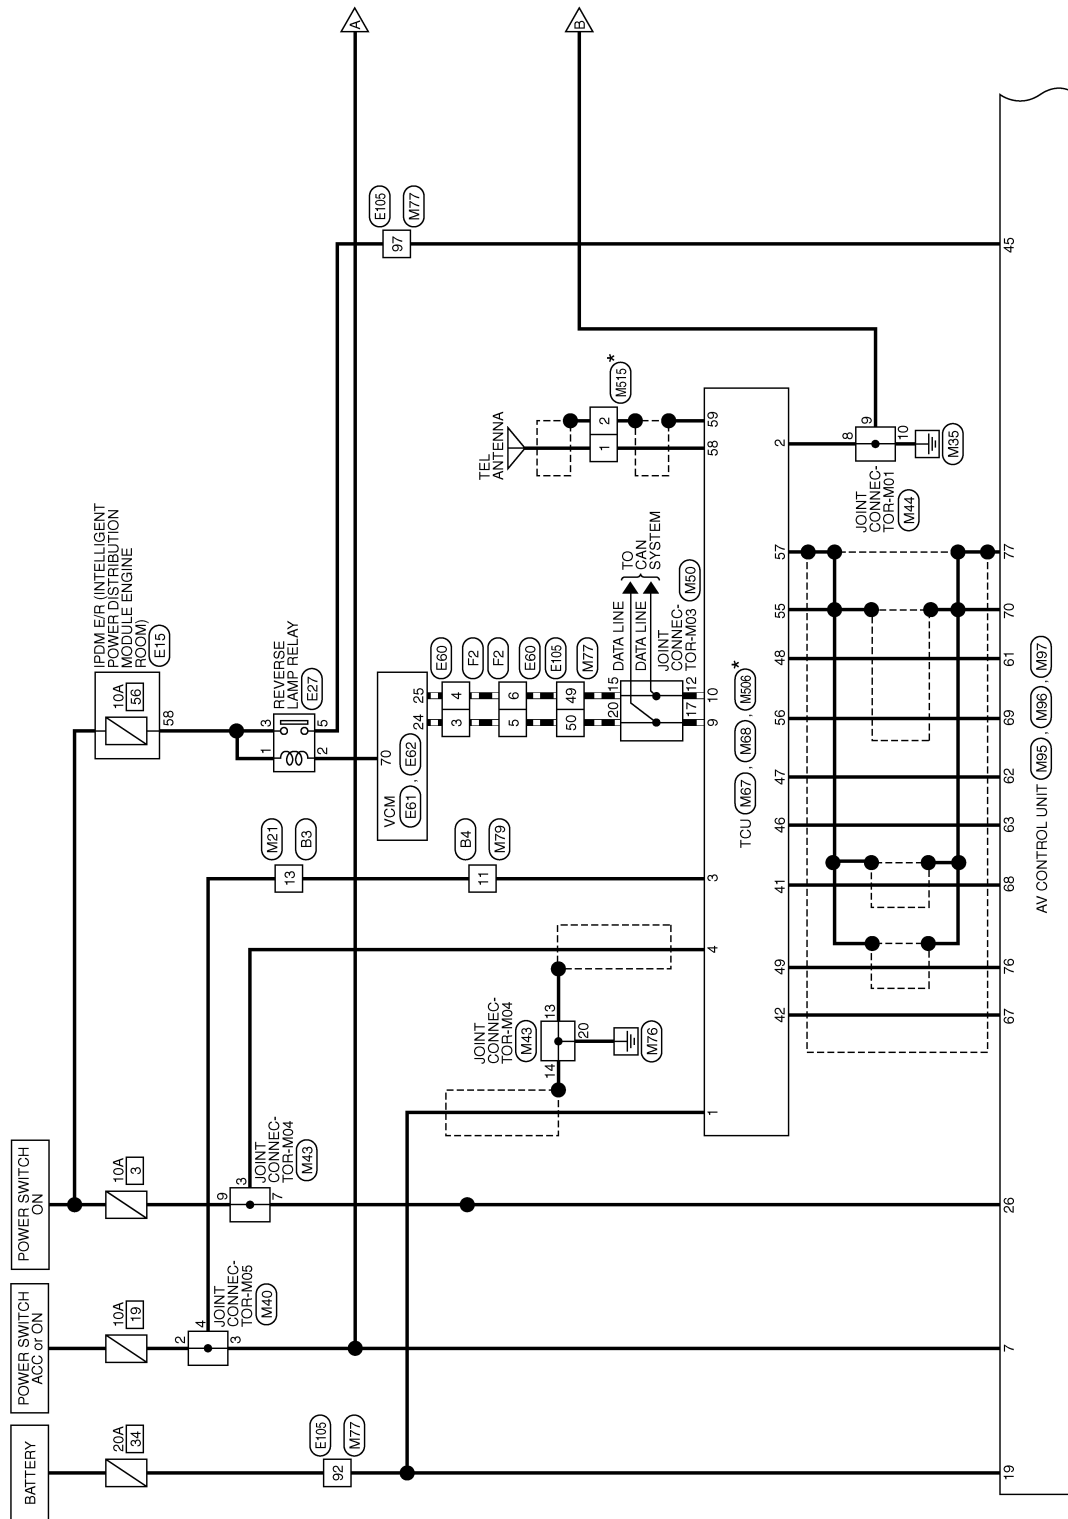 BATTERY
20A
34
E105
M77
92
19
POWER SWITCH
ACC or ON
10A
19
2
4
3
JOINT
CONNEC-
TOR-M05
M40
7
POWER SWITCH
ON
10A
3
9
3
7
JOINT
CONNEC-
TOR-M04
M43
26
1
14
13
20
JOINT
CONNEC-
TOR-M04
M43
M76
4
M21
B3
13
B4
M79
11
3
IPDM E/R (INTELLIGENT
POWER DISTRIBUTION
MODULE ENGINE
ROOM)
E15
10A
56
58
REVERSE
LAMP RELAY
E27
1
3
2
5
VCM
E61 , E62
70
24
25
3
4
E60
F2
5
6
F2
E60
50
49
E105
M77
20
15
17
12
DATA LINE
DATA LINE
TO
CAN
SYSTEM
JOINT
CONNEC-
TOR-M03
M50
9
10
TEL
ANTENNA
1
2
M515
*
58
59
TCU M67 , M68 , M506
*
42
49
41
46
47
56
48
55
57
2
8
9
10
JOINT
CONNEC-
TOR-M01
M44
M35
A
B
E105
M77
97
45
67
76
68
63
62
69
61
70
77
AV CONTROL UNIT M95 , M96 , M97